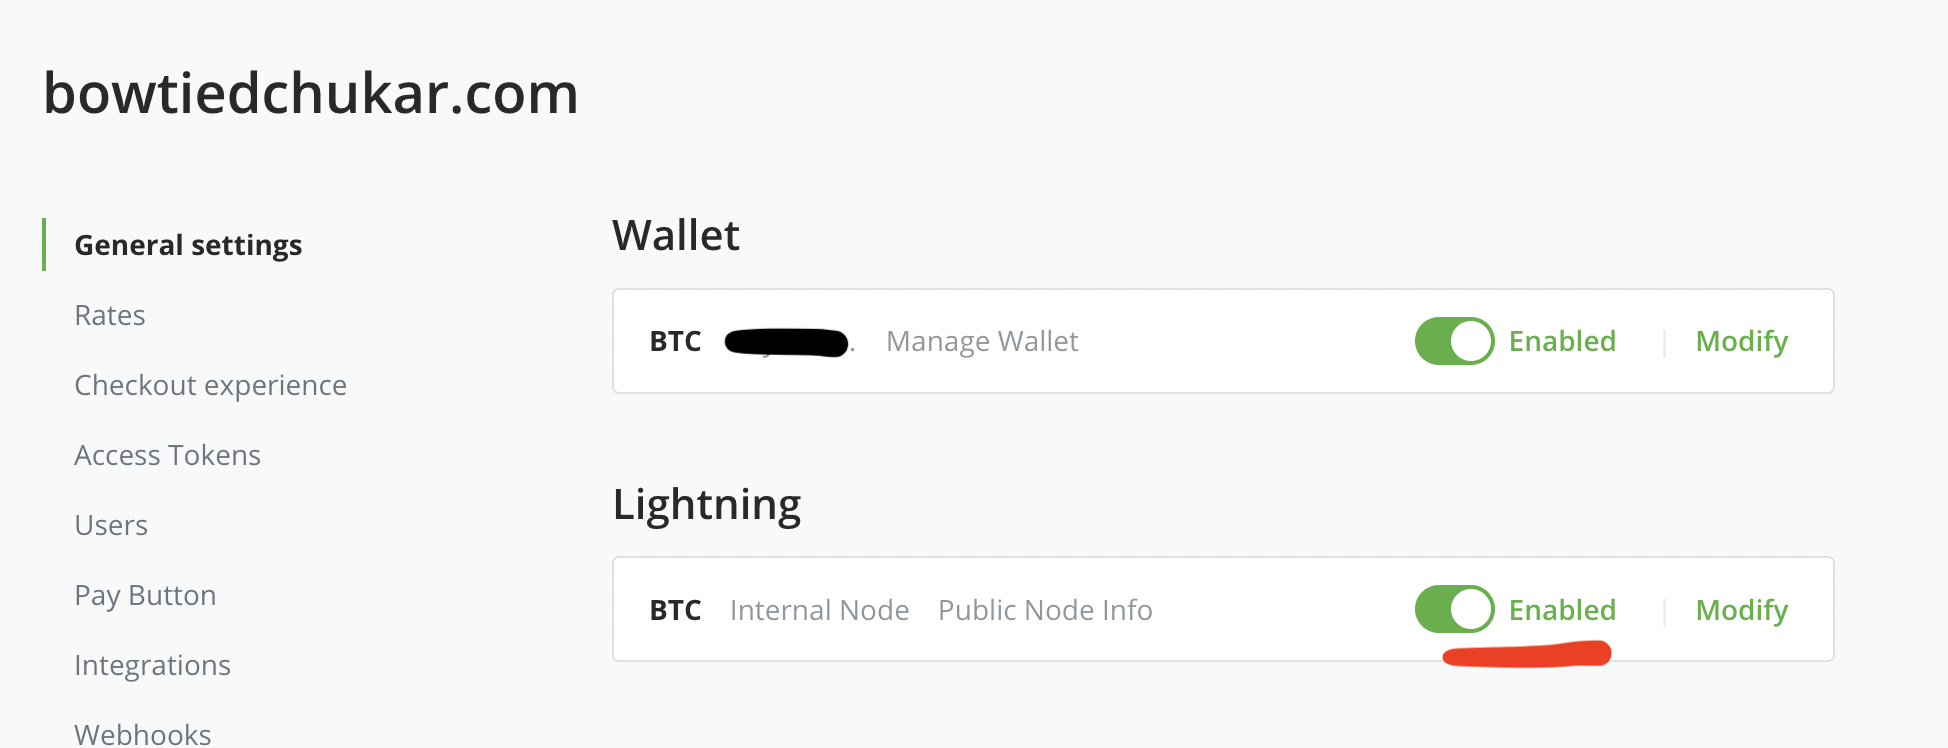 bowtiedchukar.com
General settings
Rates
Checkout experience
Access Tokens
Users
Pay Button
Integrations
Webhooks
Wallet
BTC Manage Wallet Enabled | Modify
Lightning
BTC Internal Node Public Node Info Enabled | Modify